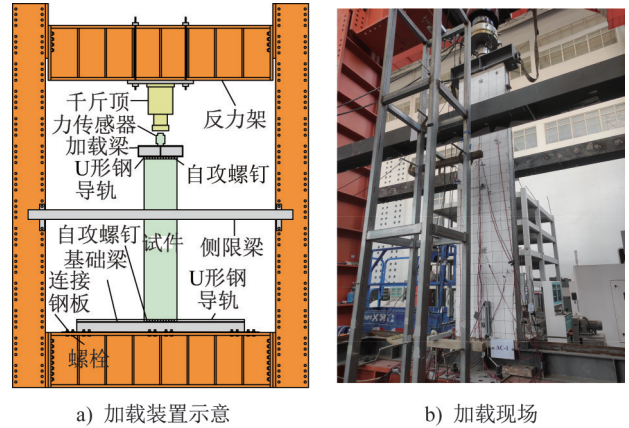 千斤顶
力传感器
加载梁
U形钢
导轨
反力架
自攻螺钉
自攻螺钉
试件
基础梁
侧限梁
连接
钢板
U形钢
导轨
螺栓
AC-1
a) 加载装置示意
b) 加载现场